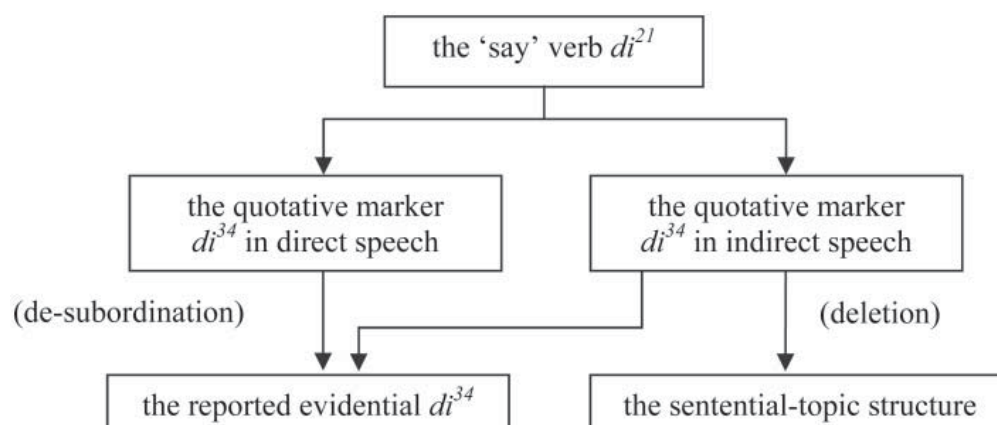 the ‘say’ verb di²¹
the quotative marker
di³⁴ in direct speech
the quotative marker
di³⁴ in indirect speech
(de-subordination)
(deletion)
the reported evidential di³⁴
the sentential-topic structure